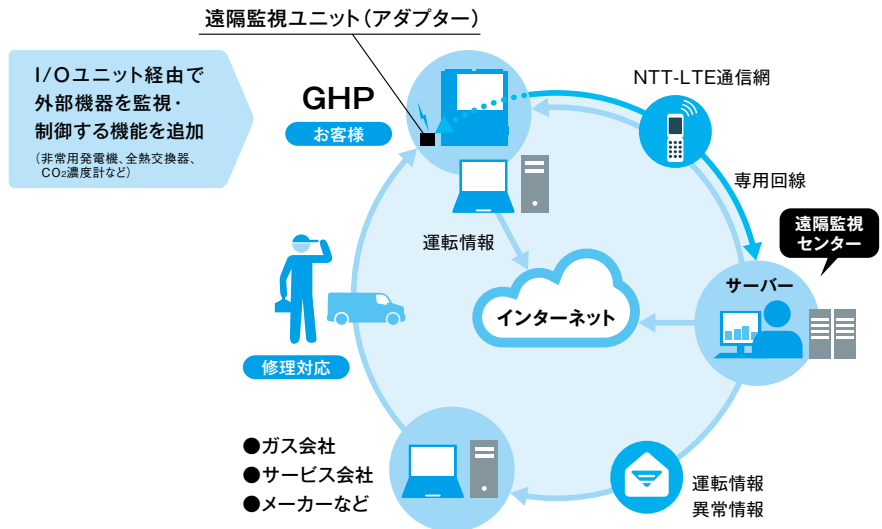 遠隔監視ユニット(アダプター)
I/Oユニット経由で
外部機器を監視・
制御する機能を追加
(非常用発電機、全熱交換器、
CO₂濃度計など)
GHP
お客様
NTT-LTE通信網
専用回線
遠隔監視
センター
運転情報
サーバー
インターネット
修理対応
●ガス会社
●サービス会社
●メーカーなど
運転情報
異常情報